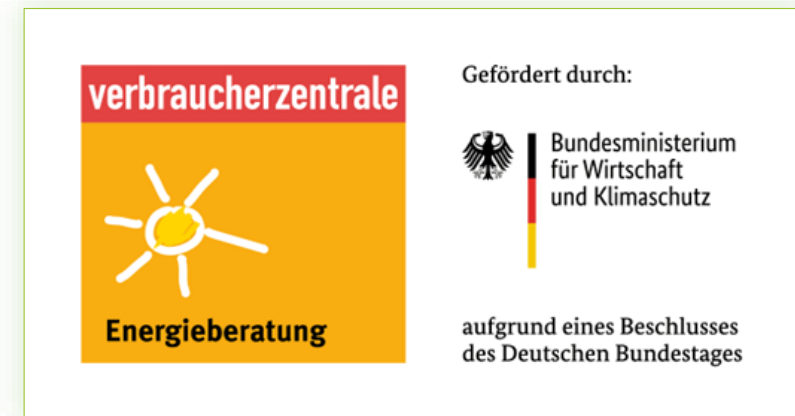 verbraucherzentrale
Energieberatung
Gefördert durch:
Bundesministerium
für Wirtschaft
und Klimaschutz
aufgrund eines Beschlusses
des Deutschen Bundestages